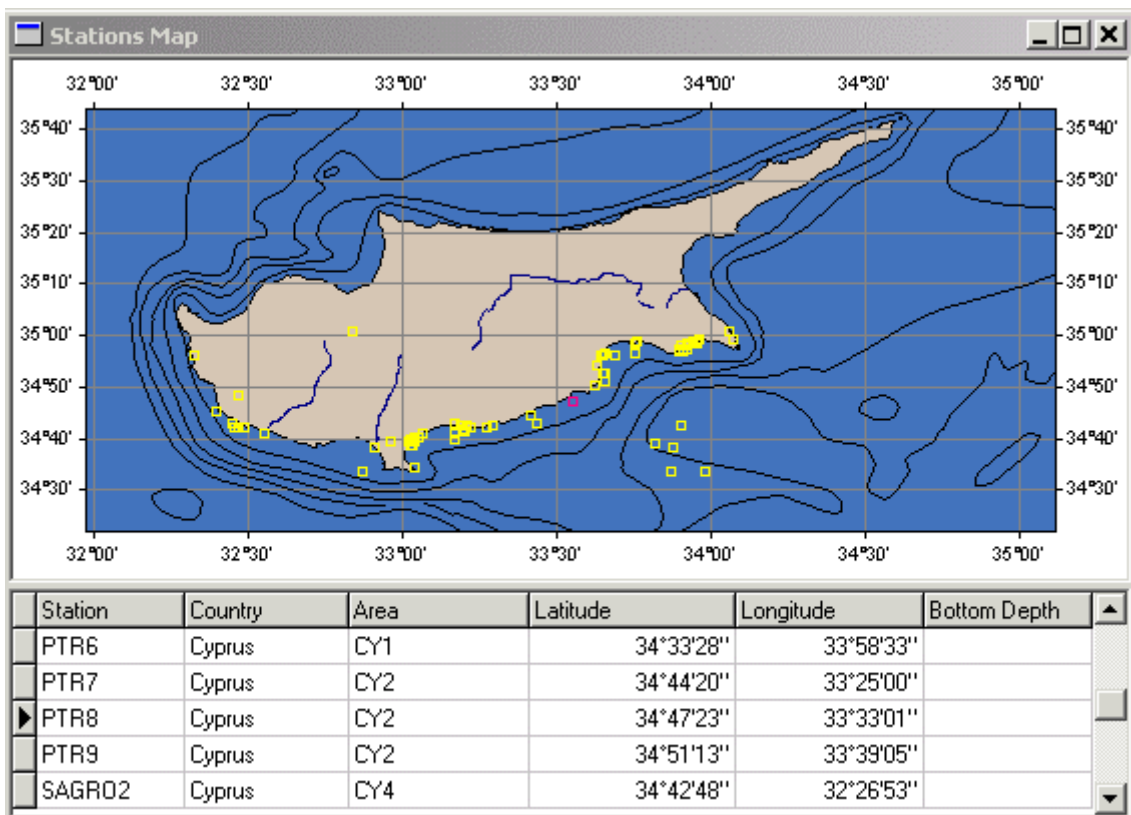 Stations Map
32°00' 32°30' 33°00' 33°30' 34°00' 34°30' 35°00'
35°40' 35°40'
35°30' 35°30'
35°20' 35°20'
35°10' 35°10'
35°00' 35°00'
34°50' 34°50'
34°40' 34°40'
34°30' 34°30'
32°00' 32°30' 33°00' 33°30' 34°00' 34°30' 35°00'
Station Country Area Latitude Longitude Bottom Depth
PTR6 Cyprus CY1 34°33'28'' 33°58'33''
PTR7 Cyprus CY2 34°44'20'' 33°25'00''
PTR8 Cyprus CY2 34°47'23'' 33°33'01''
PTR9 Cyprus CY2 34°51'13'' 33°39'05''
SAGRO2 Cyprus CY4 34°42'48'' 32°26'53''